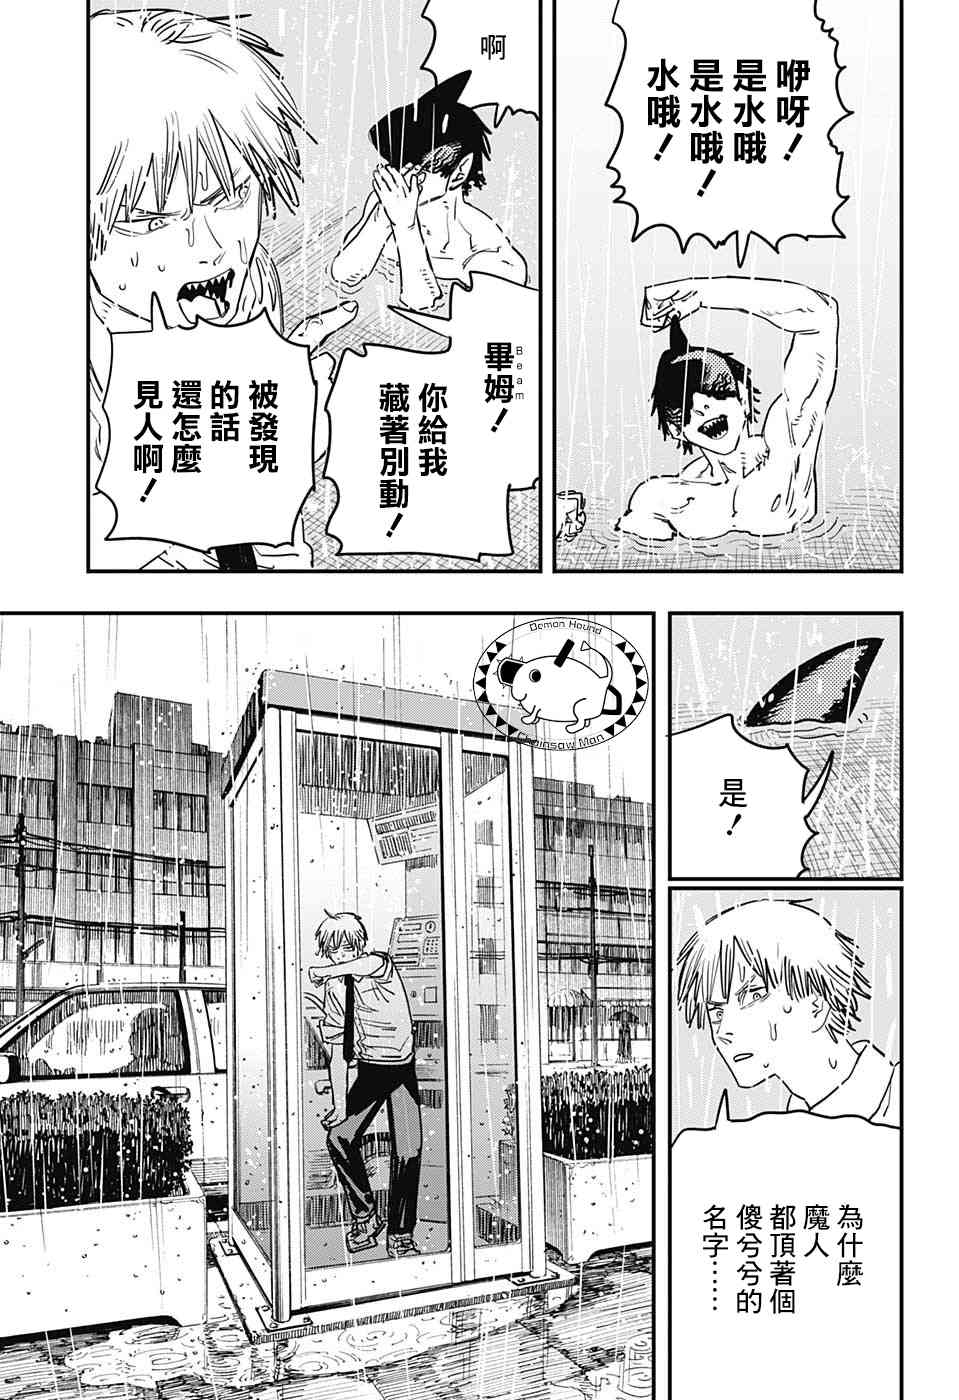 咿呀！
是水哦
是水哦！
水哦！
啊
畢姆！
Beam
你給我
藏著別動！
被發現
的話
還怎麼
見人啊！
是！
為什麼
魔人
都頂著個
傻兮兮的
名字……
Demon Hound
Chainsaw Man